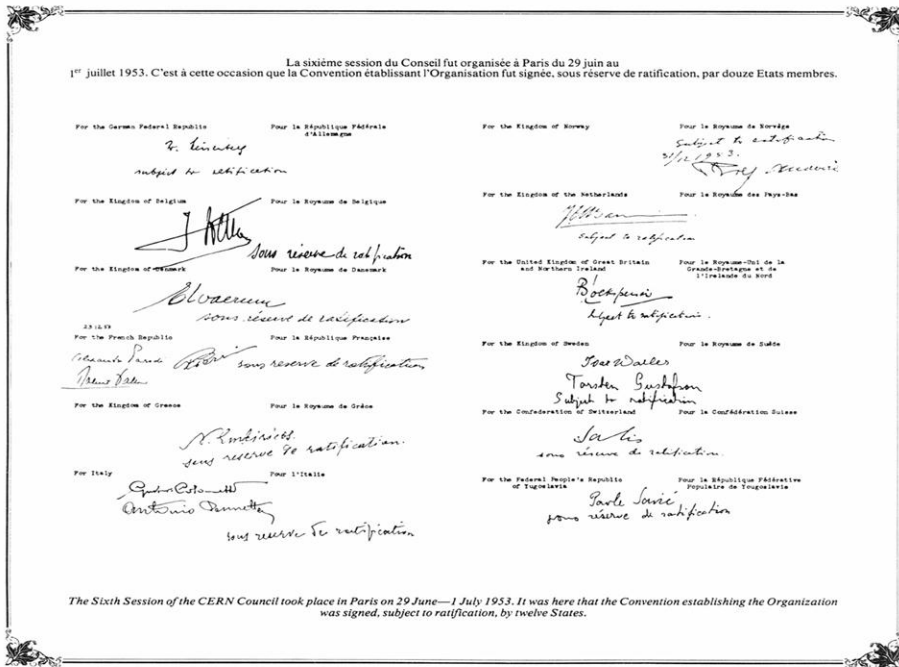 La sixième session du Conseil fut organisée à Paris du 29 juin au
1er juillet 1953. C'est à cette occasion que la Convention établissant l'Organisation fut signée, sous réserve de ratification, par douze Etats membres.
For the German Federal Republic
Pour la République Fédérale
d'Allemagne
subject to ratification
For the Kingdom of Belgium
Pour le Royaume de Belgique
sous réserve de ratification
For the Kingdom of Denmark
Pour le Royaume de Danemark
sous réserve de ratification
23.12.53
For the French Republic
Pour la République Française
sous reserve de ratification
For the Kingdom of Greece
Pour le Royaume de Grèce
sous reserve de ratification.
For Italy
Pour l'Italie
Antonio
sous reserve de ratification
For the Kingdom of Norway
Pour le Royaume de Norvège
subject to ratification
31/12 1953.
For the Kingdom of the Netherlands
Pour le Royaume des Pays-Bas
subject to ratification
For the United Kingdom of Great Britain
and Northern Ireland
Pour le Royaume-Uni de la
Grande-Bretagne et de
l'Irelande du Nord
to ratification.
For the Kingdom of Sweden
Pour le Royaume de Suède
Ivar Waller
Torsten Gustafson
Subject to ratification
For the Confederation of Switzerland
Pour la Confédération Suisse
sous réserve de ratification.
For the Federal People's Republic
of Yugoslavia
Pour la République Fédérative
Populaire de Yougoslavie
Pavle Savić
sous réserve de ratification
The Sixth Session of the CERN Council took place in Paris on 29 June—1 July 1953. It was here that the Convention establishing the Organization
was signed, subject to ratification, by twelve States.